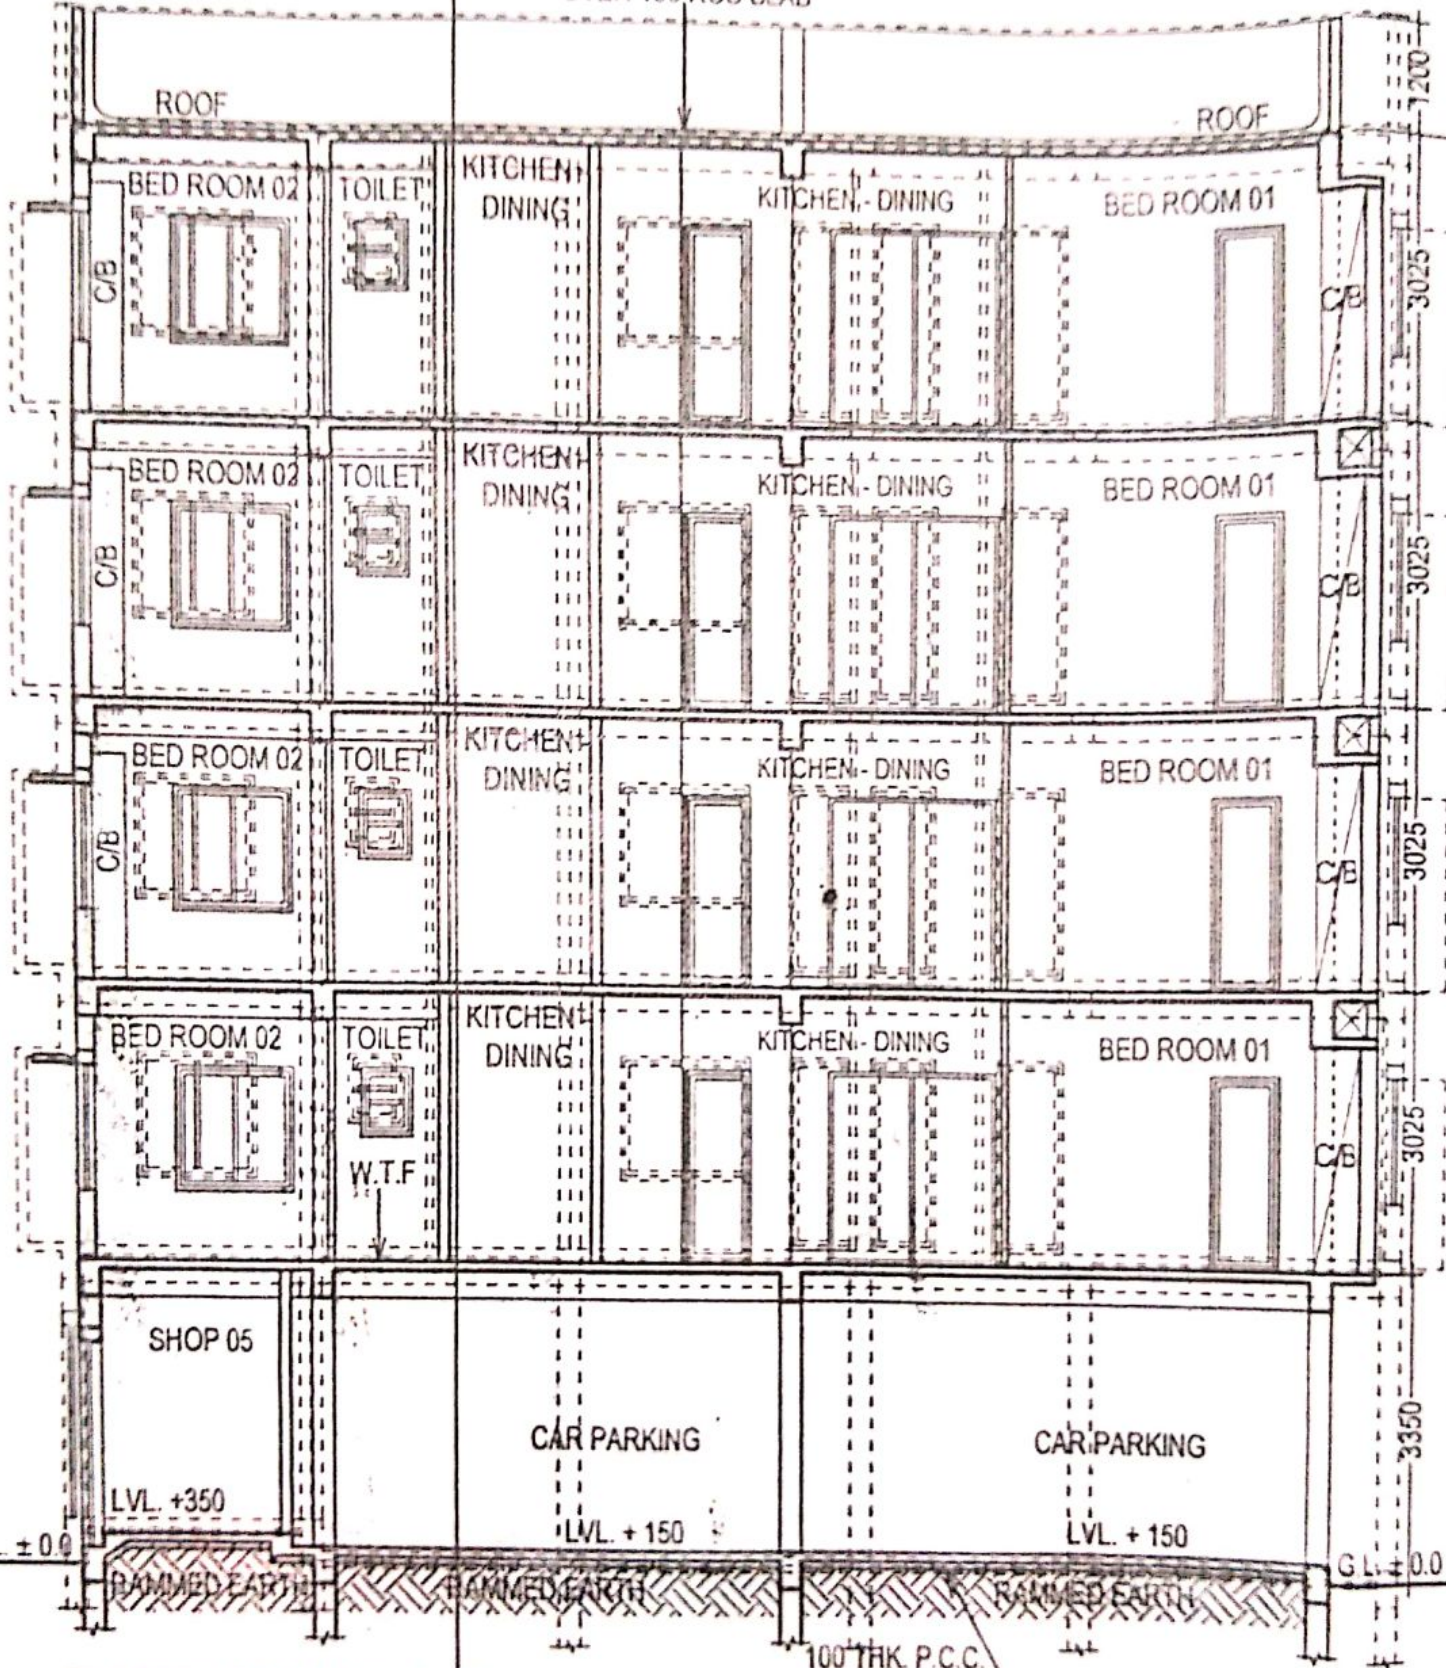 100 RCC SLAB
1200
ROOF
ROOF
BED ROOM 02 TOILET KITCHEN
DINING
KITCHEN - DINING
BED ROOM 01
C/B
C/B
3025
BED ROOM 02 TOILET KITCHEN
DINING
KITCHEN - DINING
BED ROOM 01
C/B
C/B
3025
BED ROOM 02 TOILET KITCHEN
DINING
KITCHEN - DINING
BED ROOM 01
C/B
C/B
3025
BED ROOM 02 TOILET KITCHEN
DINING
KITCHEN - DINING
BED ROOM 01
C/B
3025
W.T.F
SHOP 05
CAR PARKING
CAR PARKING
3350
LVL. +350
LVL. + 150
LVL. + 150
± 0.0
G.L. ± 0.0
RAMMED EARTH
RAMMED EARTH
RAMMED EARTH
100 THK. P.C.C.